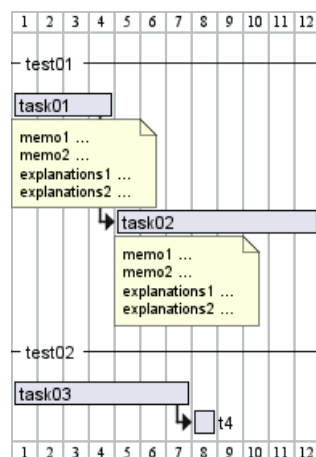 1 2 3 4 5 6 7 8 9 10 11 12
test01
task01
memo1 ...
memo2 ...
explanations1 ...
explanations2 ...
task02
memo1 ...
memo2 ...
explanations1 ...
explanations2 ...
test02
task03
t4
1 2 3 4 5 6 7 8 9 10 11 12